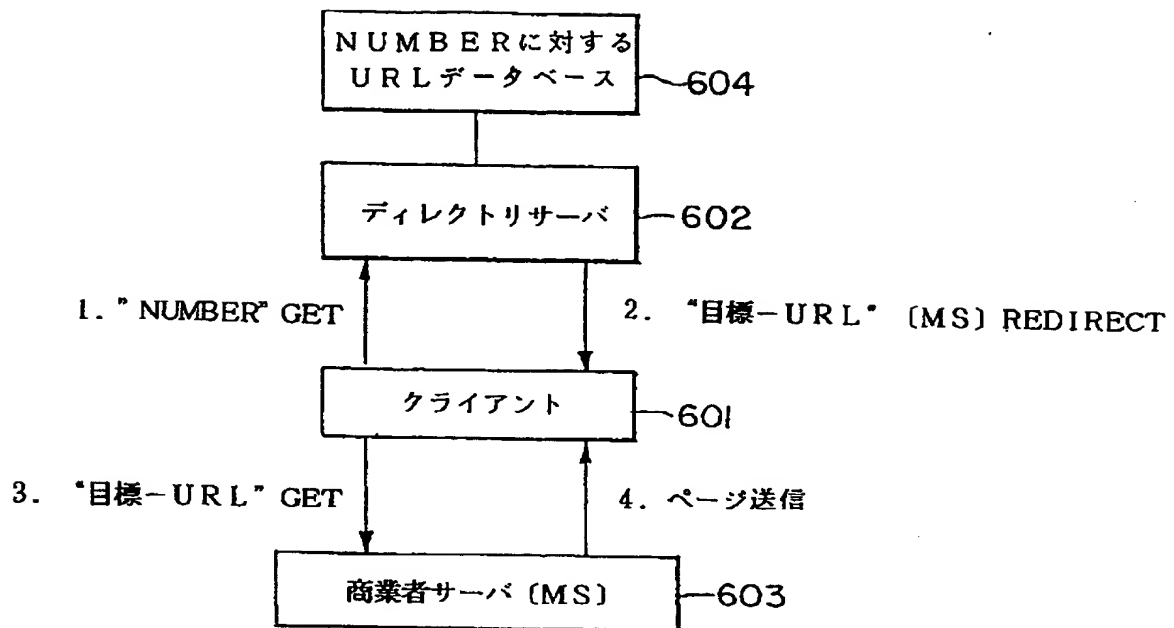 NUMBERに対する
URLデータベース
604
ディレクトリサーバ
602
1. "NUMBER" GET
2. "目標-URL" 〔MS〕 REDIRECT
クライアント
601
3. "目標-URL" GET
4. ページ送信
商業者サーバ〔MS〕
603